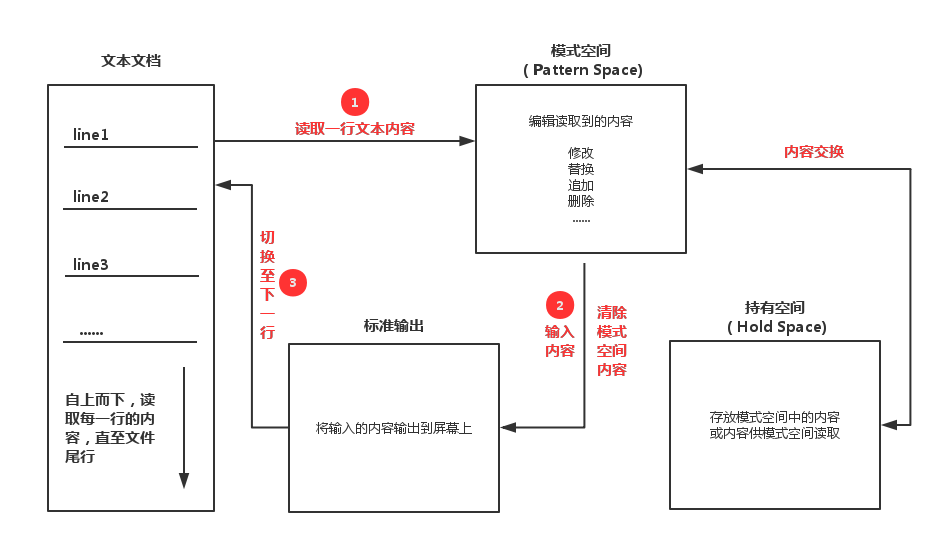 文本文档
line1
line2
line3
......
自上而下，读
取每一行的内
容，直至文件
尾行
1
读取一行文本内容
模式空间
( Pattern Space)
编辑读取到的内容
修改
替换
追加
删除
......
内容交换
2
输入
内容
清除
模式
空间
内容
3
切
换
至
下
一
行
标准输出
将输入的内容输出到屏幕上
持有空间
( Hold Space)
存放模式空间中的内容
或内容供模式空间读取